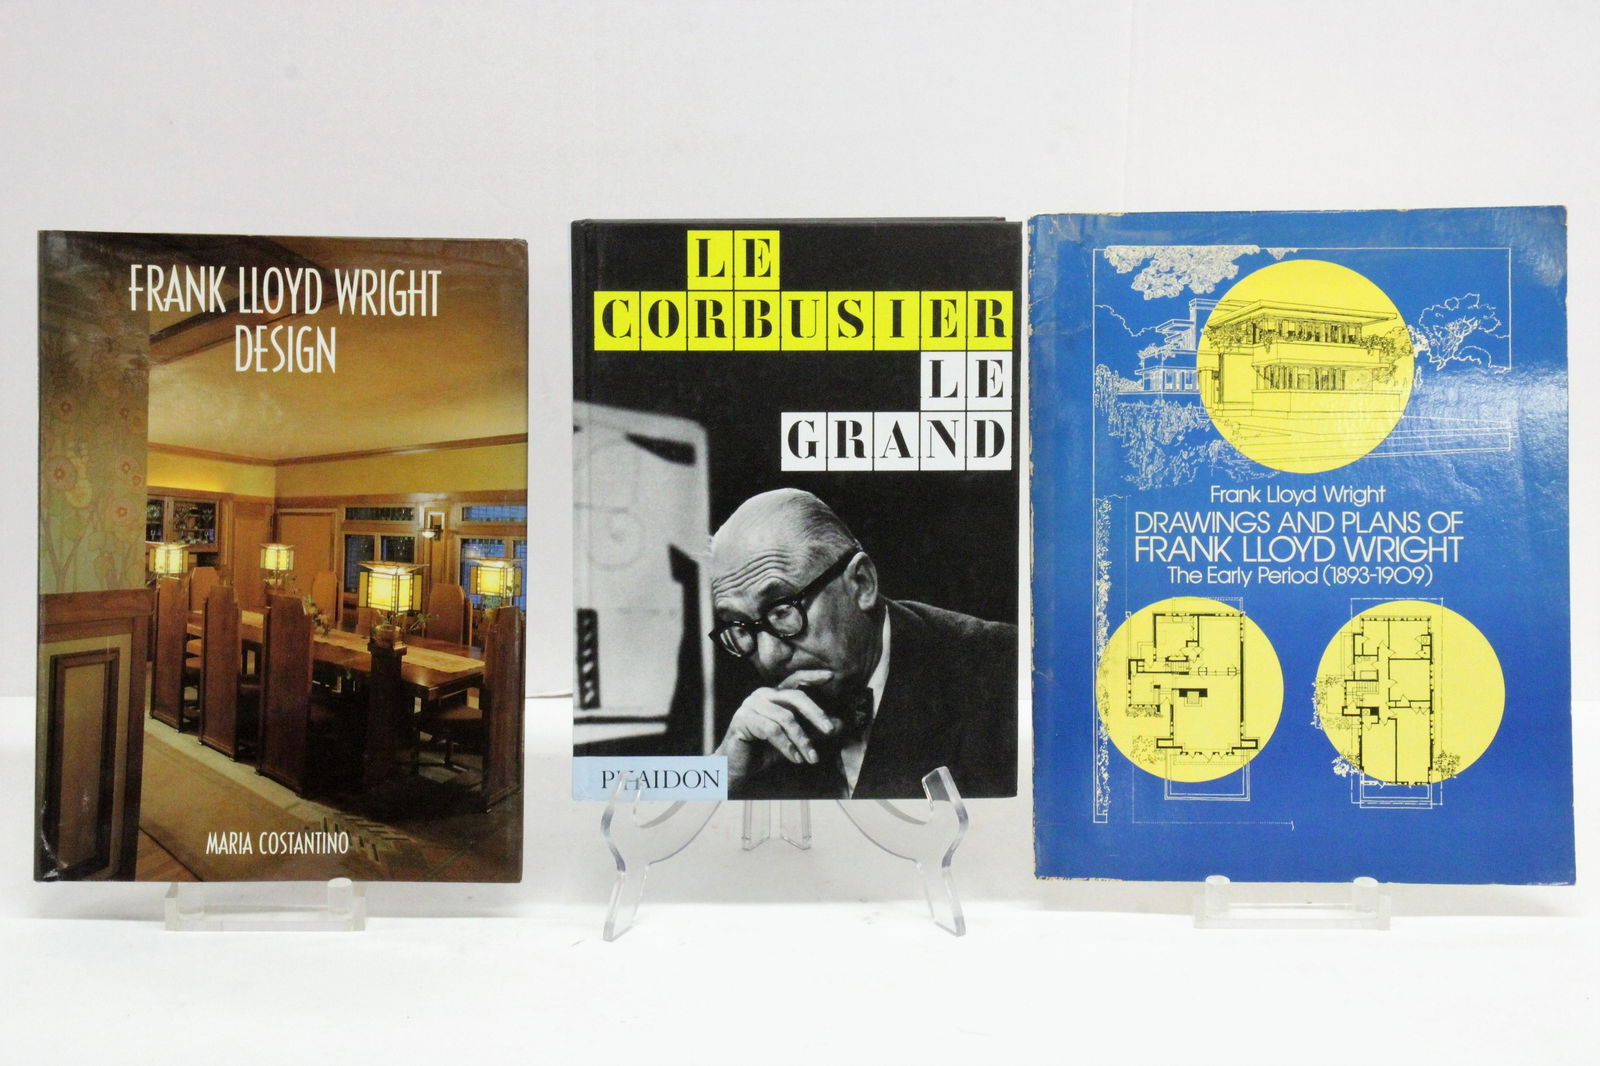 FRANK LLOYD WRIGHT
DESIGN
MARIA COSTANTINO
LE
CORBUSIER
LE
GRAND
PHAIDON
Frank Lloyd Wright
DRAWINGS AND PLANS OF
FRANK LLOYD WRIGHT
The Early Period (1893-1909)